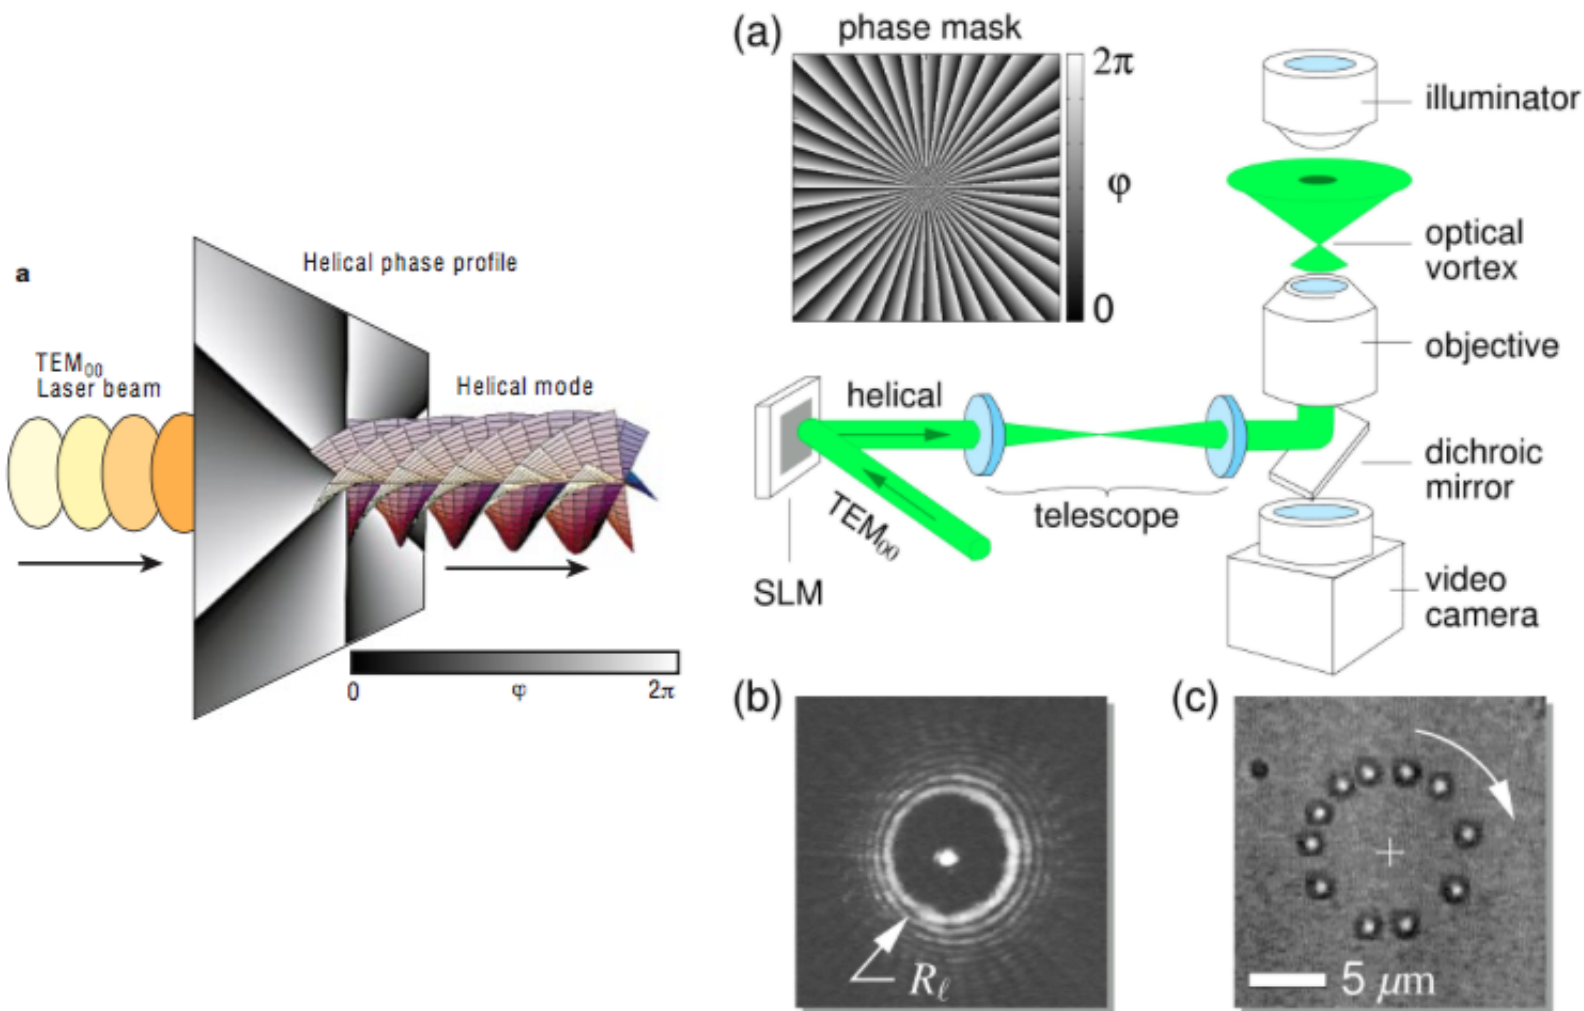 a
Helical phase profile
TEM₀₀
Laser beam
Helical mode
0
φ
2π
(a)
phase mask
2π
φ
0
illuminator
optical
vortex
objective
helical
dichroic
mirror
telescope
TEM₀₀
SLM
video
camera
(b)
Rℓ
(c)
5 μm